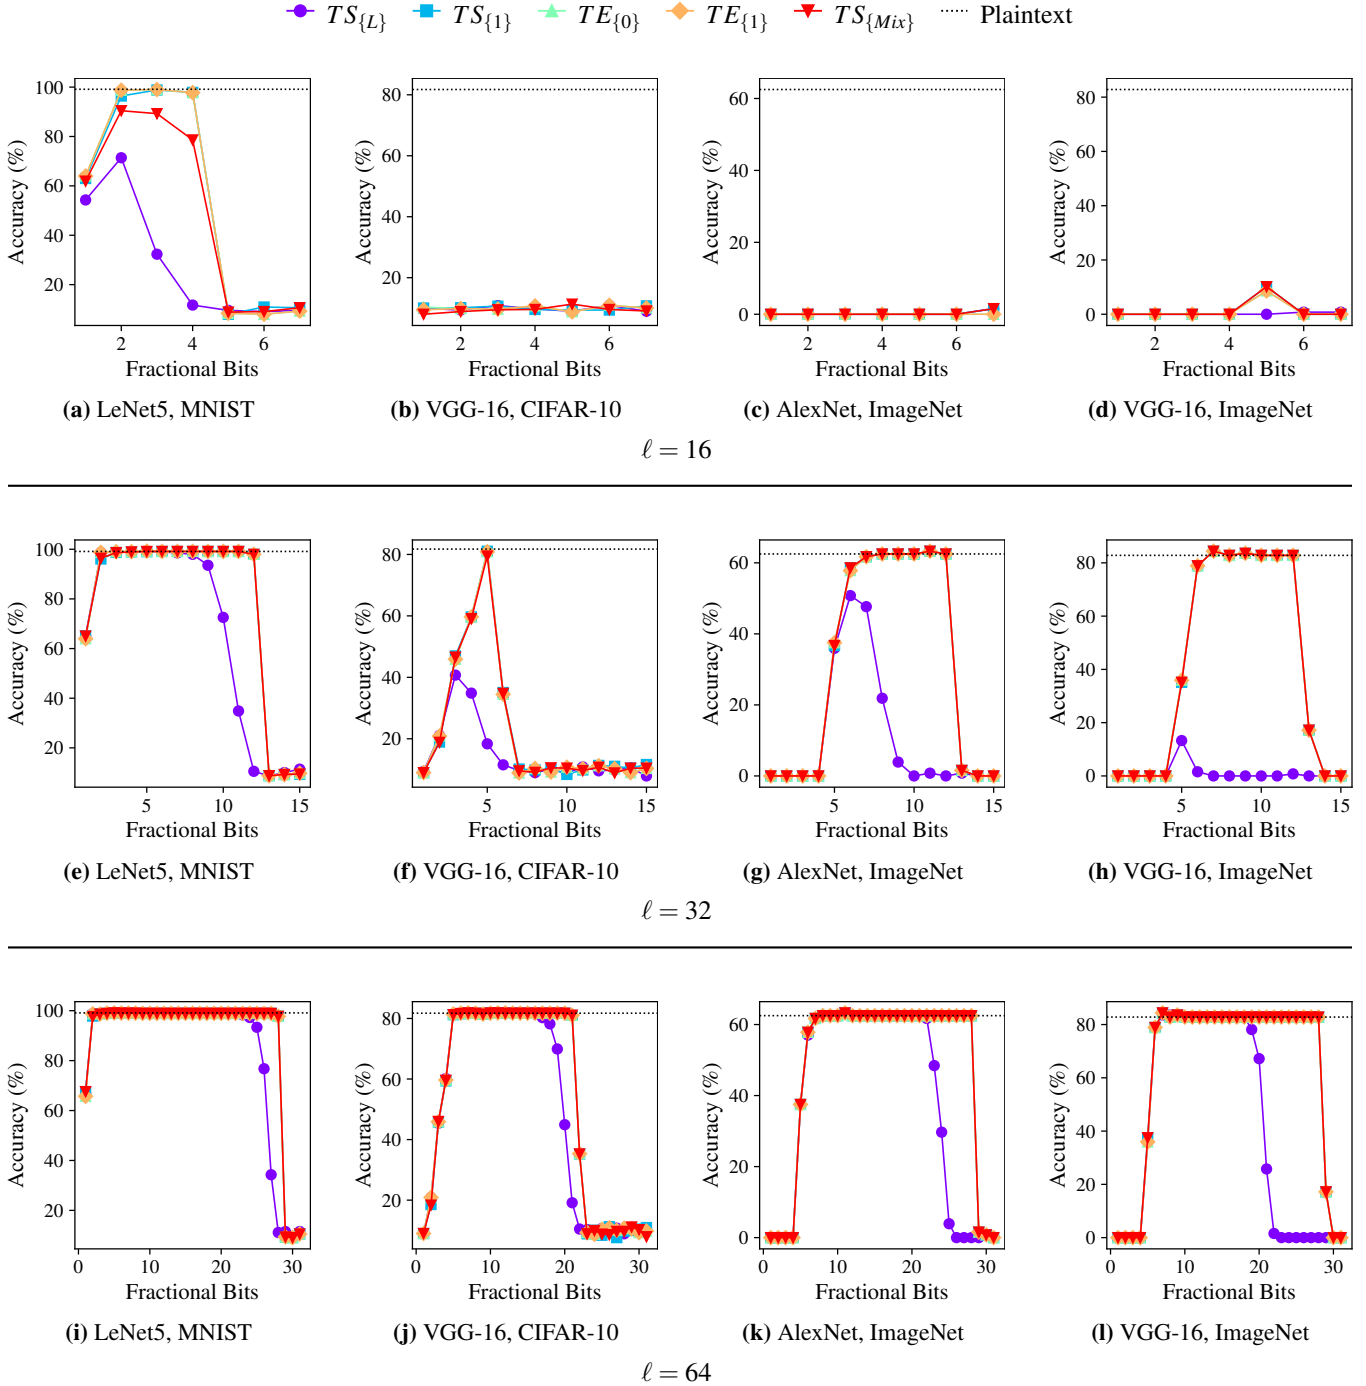 TS{L} TS{1} TE{0} TE{1} TS{Mix} Plaintext
Accuracy (%)
100
80
60
40
20
2 4 6
Fractional Bits
(a) LeNet5, MNIST
Accuracy (%)
80
60
40
20
2 4 6
Fractional Bits
(b) VGG-16, CIFAR-10
Accuracy (%)
60
40
20
0
2 4 6
Fractional Bits
(c) AlexNet, ImageNet
Accuracy (%)
80
60
40
20
0
2 4 6
Fractional Bits
(d) VGG-16, ImageNet
ℓ = 16
Accuracy (%)
100
80
60
40
20
5 10 15
Fractional Bits
(e) LeNet5, MNIST
Accuracy (%)
80
60
40
20
5 10 15
Fractional Bits
(f) VGG-16, CIFAR-10
Accuracy (%)
60
40
20
0
5 10 15
Fractional Bits
(g) AlexNet, ImageNet
Accuracy (%)
80
60
40
20
0
5 10 15
Fractional Bits
(h) VGG-16, ImageNet
ℓ = 32
Accuracy (%)
100
80
60
40
20
0 10 20 30
Fractional Bits
(i) LeNet5, MNIST
Accuracy (%)
80
60
40
20
0 10 20 30
Fractional Bits
(j) VGG-16, CIFAR-10
Accuracy (%)
60
40
20
0
0 10 20 30
Fractional Bits
(k) AlexNet, ImageNet
Accuracy (%)
80
60
40
20
0
0 10 20 30
Fractional Bits
(l) VGG-16, ImageNet
ℓ = 64